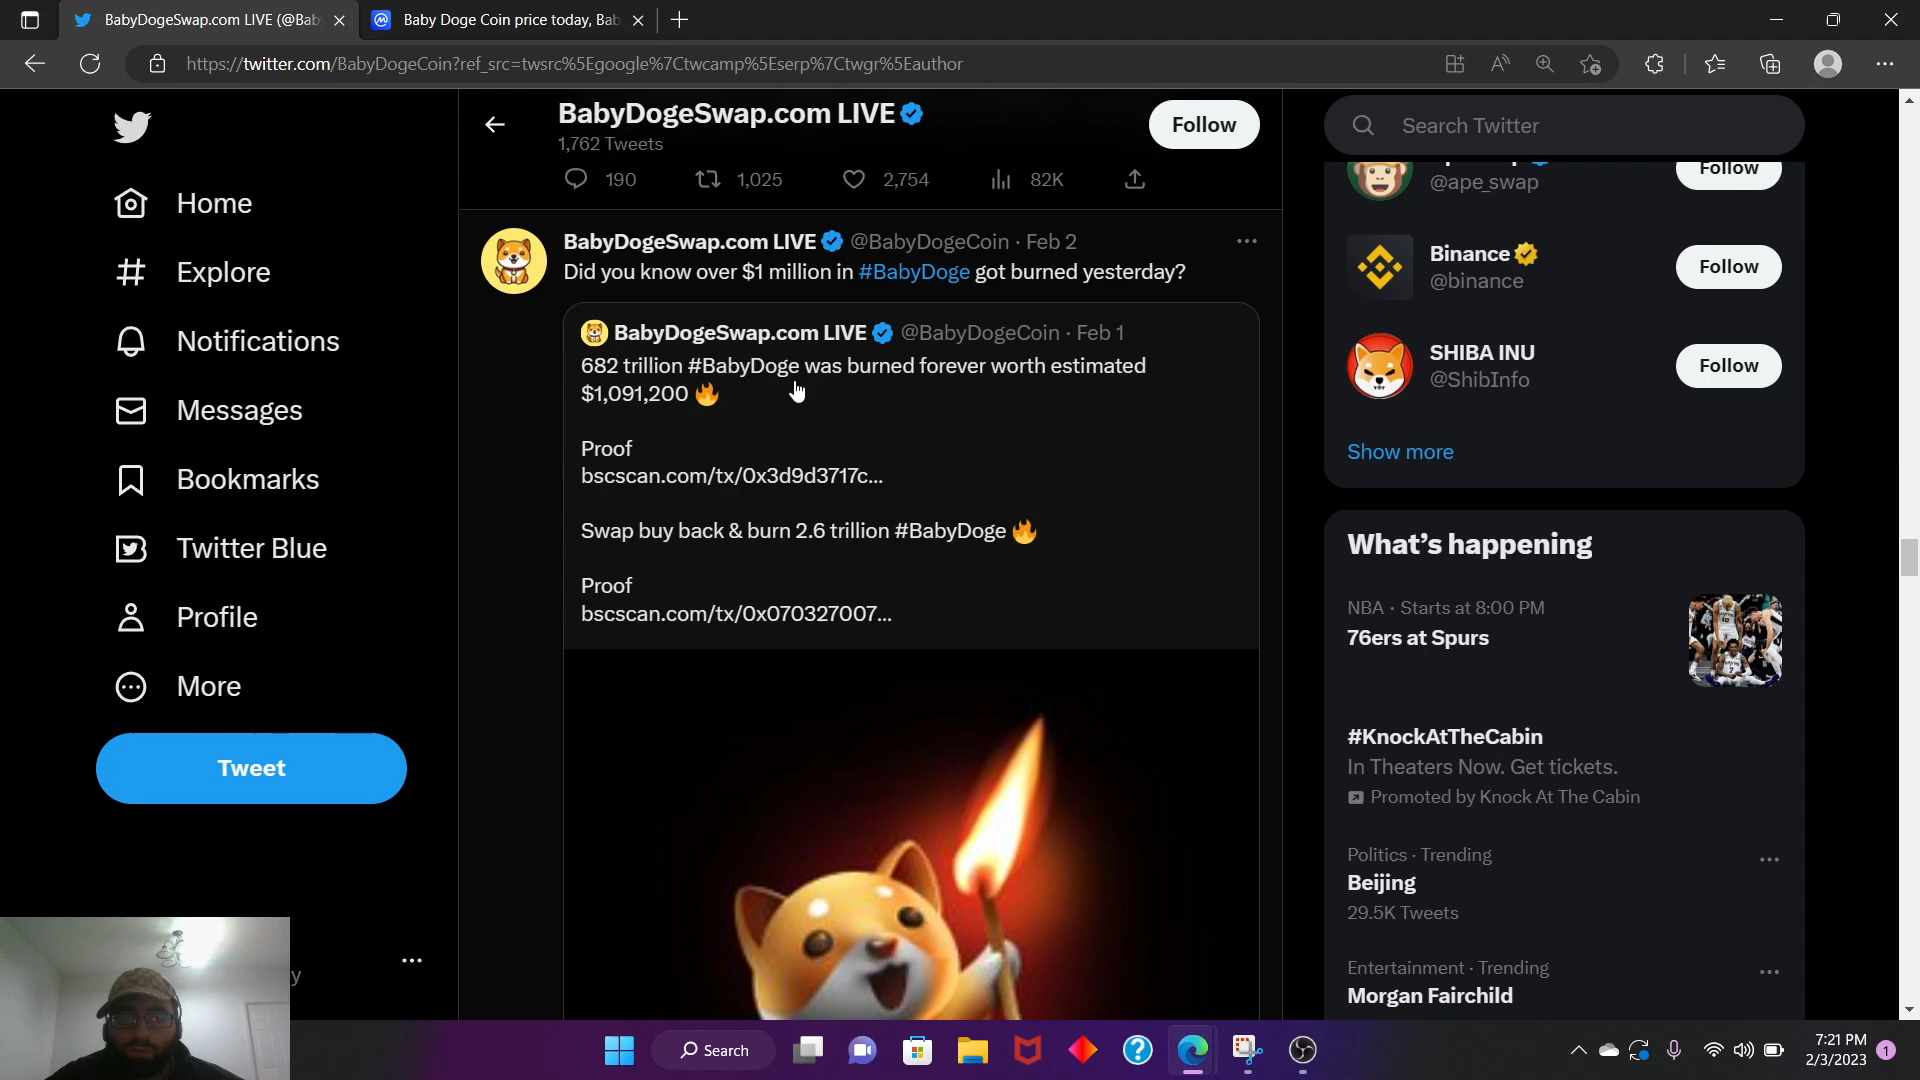 BabyDogeSwap.com LIVE (@Bab
Baby Doge Coin price today, Bab
https://twitter.com/BabyDogeCoin?ref_src=twsrc%5Egoogle%7Ctwcamp%5Eserp%7Ctwgr%5Eauthor
Home
Explore
Notifications
Messages
Bookmarks
Twitter Blue
Profile
More
Tweet
y
BabyDogeSwap.com LIVE
1,762 Tweets
Follow
190 1,025 2,754 82K
BabyDogeSwap.com LIVE @BabyDogeCoin · Feb 2
Did you know over $1 million in #BabyDoge got burned yesterday?
BabyDogeSwap.com LIVE @BabyDogeCoin · Feb 1
682 trillion #BabyDoge was burned forever worth estimated
$1,091,200 🔥
Proof
bscscan.com/tx/0x3d9d3717c...
Swap buy back & burn 2.6 trillion #BabyDoge 🔥
Proof
bscscan.com/tx/0x070327007...
Search Twitter
@ape_swap
Follow
Binance
@binance
Follow
SHIBA INU
@ShibInfo
Follow
Show more
What's happening
NBA · Starts at 8:00 PM
76ers at Spurs
#KnockAtTheCabin
In Theaters Now. Get tickets.
Promoted by Knock At The Cabin
Politics · Trending
Beijing
29.5K Tweets
Entertainment · Trending
Morgan Fairchild
Search
7:21 PM
2/3/2023
1